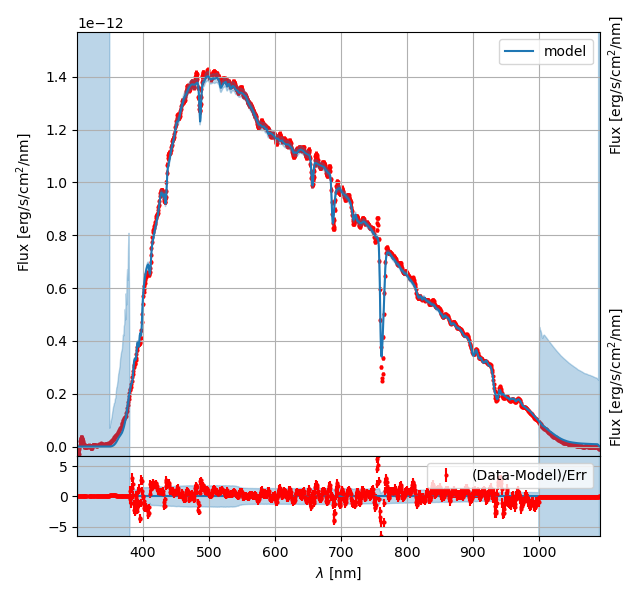 1e−12
model
1.4
1.2
1.0
0.8
0.6
0.4
0.2
0.0
Flux [erg/s/cm²/nm]
Flux [erg/s/cm²/nm]
Flux [erg/s/cm²/nm]
(Data-Model)/Err
5
0
−5
400 500 600 700 800 900 1000
λ [nm]